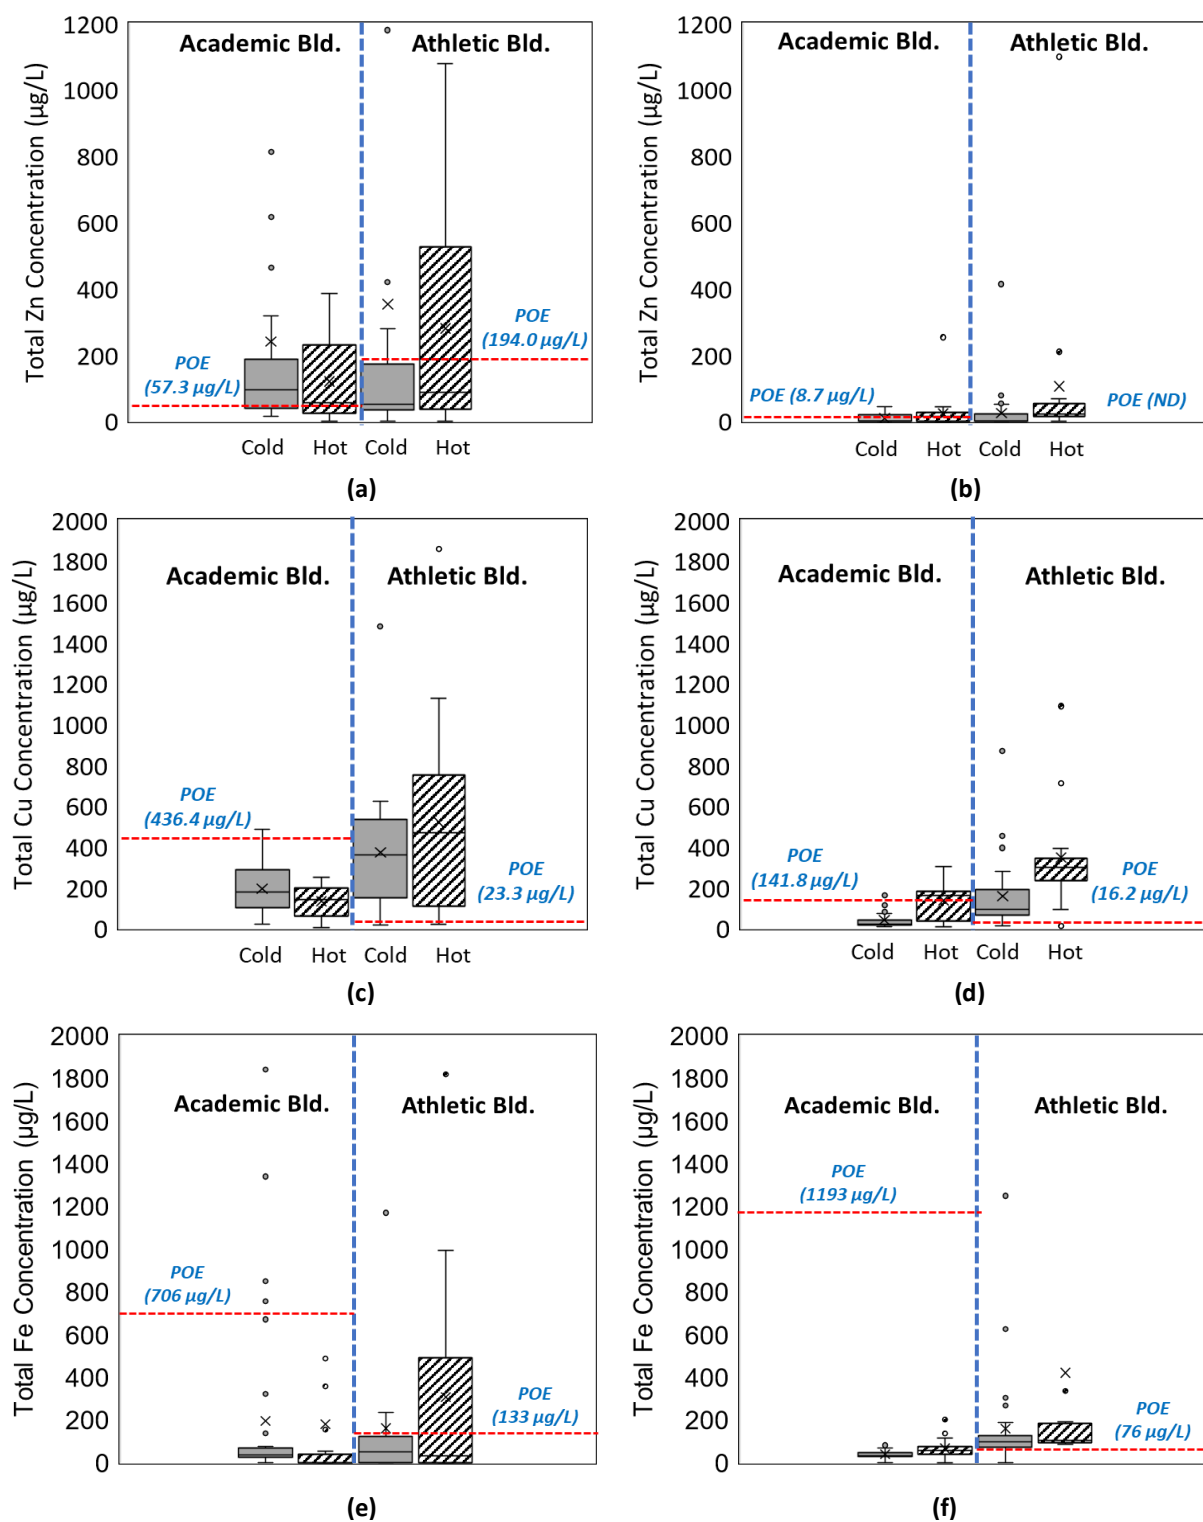 Total Zn Concentration (µg/L)
1200
1000
800
600
400
200
0
Academic Bld.
Athletic Bld.
POE
(57.3 µg/L)
POE
(194.0 µg/L)
Cold
Hot
Cold
Hot
(a)
Total Zn Concentration (µg/L)
1200
1000
800
600
400
200
0
Academic Bld.
Athletic Bld.
POE (8.7 µg/L)
POE (ND)
Cold
Hot
Cold
Hot
(b)
Total Cu Concentration (µg/L)
2000
1800
1600
1400
1200
1000
800
600
400
200
0
Academic Bld.
Athletic Bld.
POE
(436.4 µg/L)
POE
(23.3 µg/L)
Cold
Hot
Cold
Hot
(c)
Total Cu Concentration (µg/L)
2000
1800
1600
1400
1200
1000
800
600
400
200
0
Academic Bld.
Athletic Bld.
POE
(141.8 µg/L)
POE
(16.2 µg/L)
Cold
Hot
Cold
Hot
(d)
Total Fe Concentration (µg/L)
2000
1800
1600
1400
1200
1000
800
600
400
200
0
Academic Bld.
Athletic Bld.
POE
(706 µg/L)
POE
(133 µg/L)
(e)
Total Fe Concentration (µg/L)
2000
1800
1600
1400
1200
1000
800
600
400
200
0
Academic Bld.
Athletic Bld.
POE
(1193 µg/L)
POE
(76 µg/L)
(f)